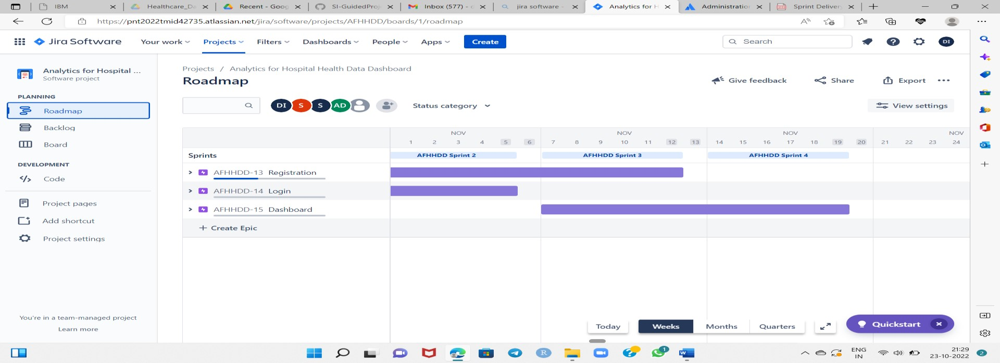 IBM
Healthcare_Da
Recent - Goog
SI-GuidedProj
Inbox (577) -
jira software -
Analytics for H
Administration
Sprint Delivery
https://pnt2022tmid42735.atlassian.net/jira/software/projects/AFHHDD/boards/1/roadmap
Jira Software
Your work
Projects
Filters
Dashboards
People
Apps
Create
Search
DI
Analytics for Hospital ...
Software project
PLANNING
Roadmap
Backlog
Board
DEVELOPMENT
Code
Project pages
Add shortcut
Project settings
You're in a team-managed project
Learn more
Projects / Analytics for Hospital Health Data Dashboard
Roadmap
Give feedback
Share
Export
DI S S AD
Status category
View settings
NOV NOV NOV NOV
1 2 3 4 5 6 7 8 9 10 11 12 13 14 15 16 17 18 19 20 21 22 23 24
Sprints
AFHHDD Sprint 2
AFHHDD Sprint 3
AFHHDD Sprint 4
AFHHDD-13 Registration
AFHHDD-14 Login
AFHHDD-15 Dashboard
+ Create Epic
Today
Weeks
Months
Quarters
Quickstart
R
W
1
ENG
IN
21:29
23-10-2022
2